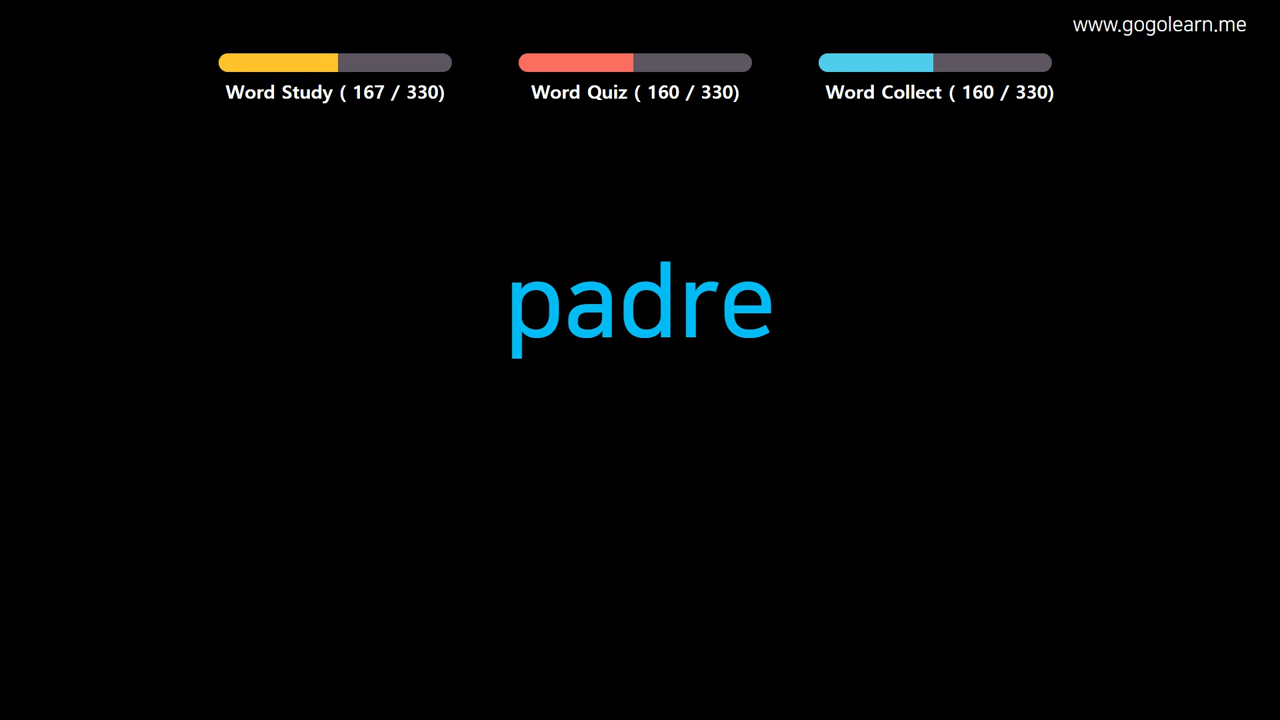 www.gogolearn.me
Word Study ( 167 / 330)
Word Quiz ( 160 / 330)
Word Collect ( 160 / 330)
padre